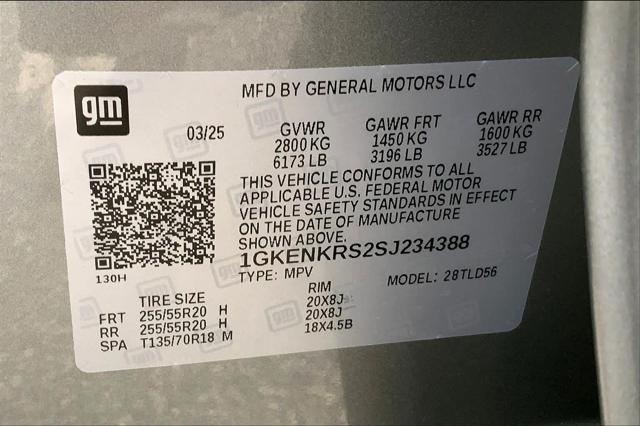 gm
MFD BY GENERAL MOTORS LLC
03/25 GVWR GAWR FRT GAWR RR
2800 KG 1450 KG 1600 KG
6173 LB 3196 LB 3527 LB
THIS VEHICLE CONFORMS TO ALL
APPLICABLE U.S. FEDERAL MOTOR
VEHICLE SAFETY STANDARDS IN EFFECT
ON THE DATE OF MANUFACTURE
SHOWN ABOVE.
1GKENKRS2SJ234388
130H
TYPE: MPV MODEL: 28TLD56
TIRE SIZE RIM
FRT 255/55R20 H 20X8J
RR 255/55R20 H 20X8J
SPA T135/70R18 M 18X4.5B